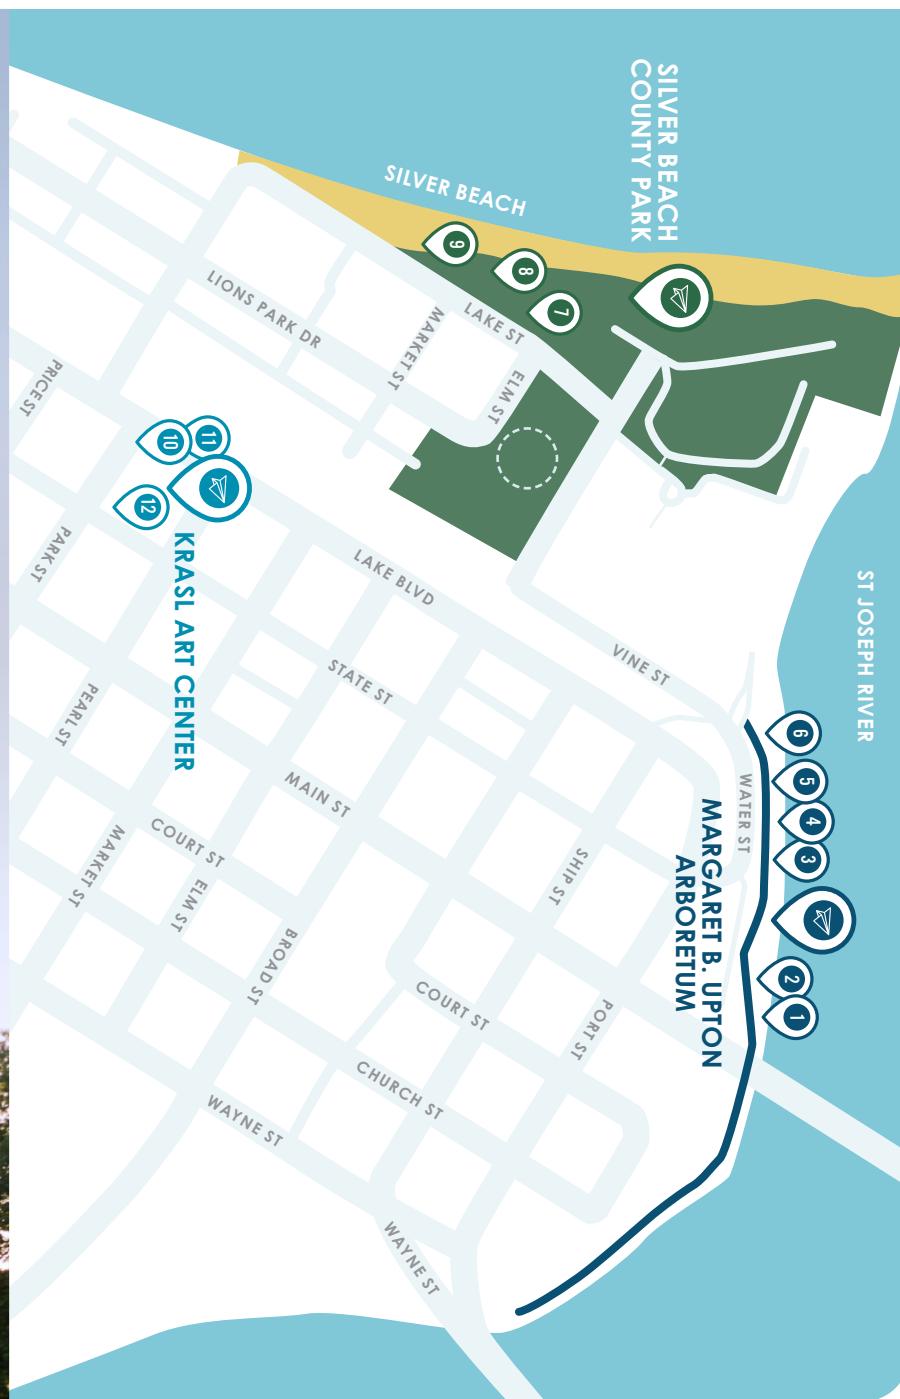 SILVER BEACH
COUNTY PARK
SILVER BEACH
9
8
7
LIONS PARK DR
MARKET ST
LAKE ST
ELM ST
PRICEST
10
11
12
KRASL ART CENTER
PARK ST
LAKE BLVD
STATE ST
VINE ST
ST JOSEPH RIVER
PEARL ST
MAIN ST
WATER ST
6
5
4
3
2
1
MARGARET B. UPTON
ARBORETUM
MARKET ST
COURT ST
ELM ST
SHIP ST
BROAD ST
COURT ST
PORT ST
CHURCH ST
WAYNE ST
WAYNE ST